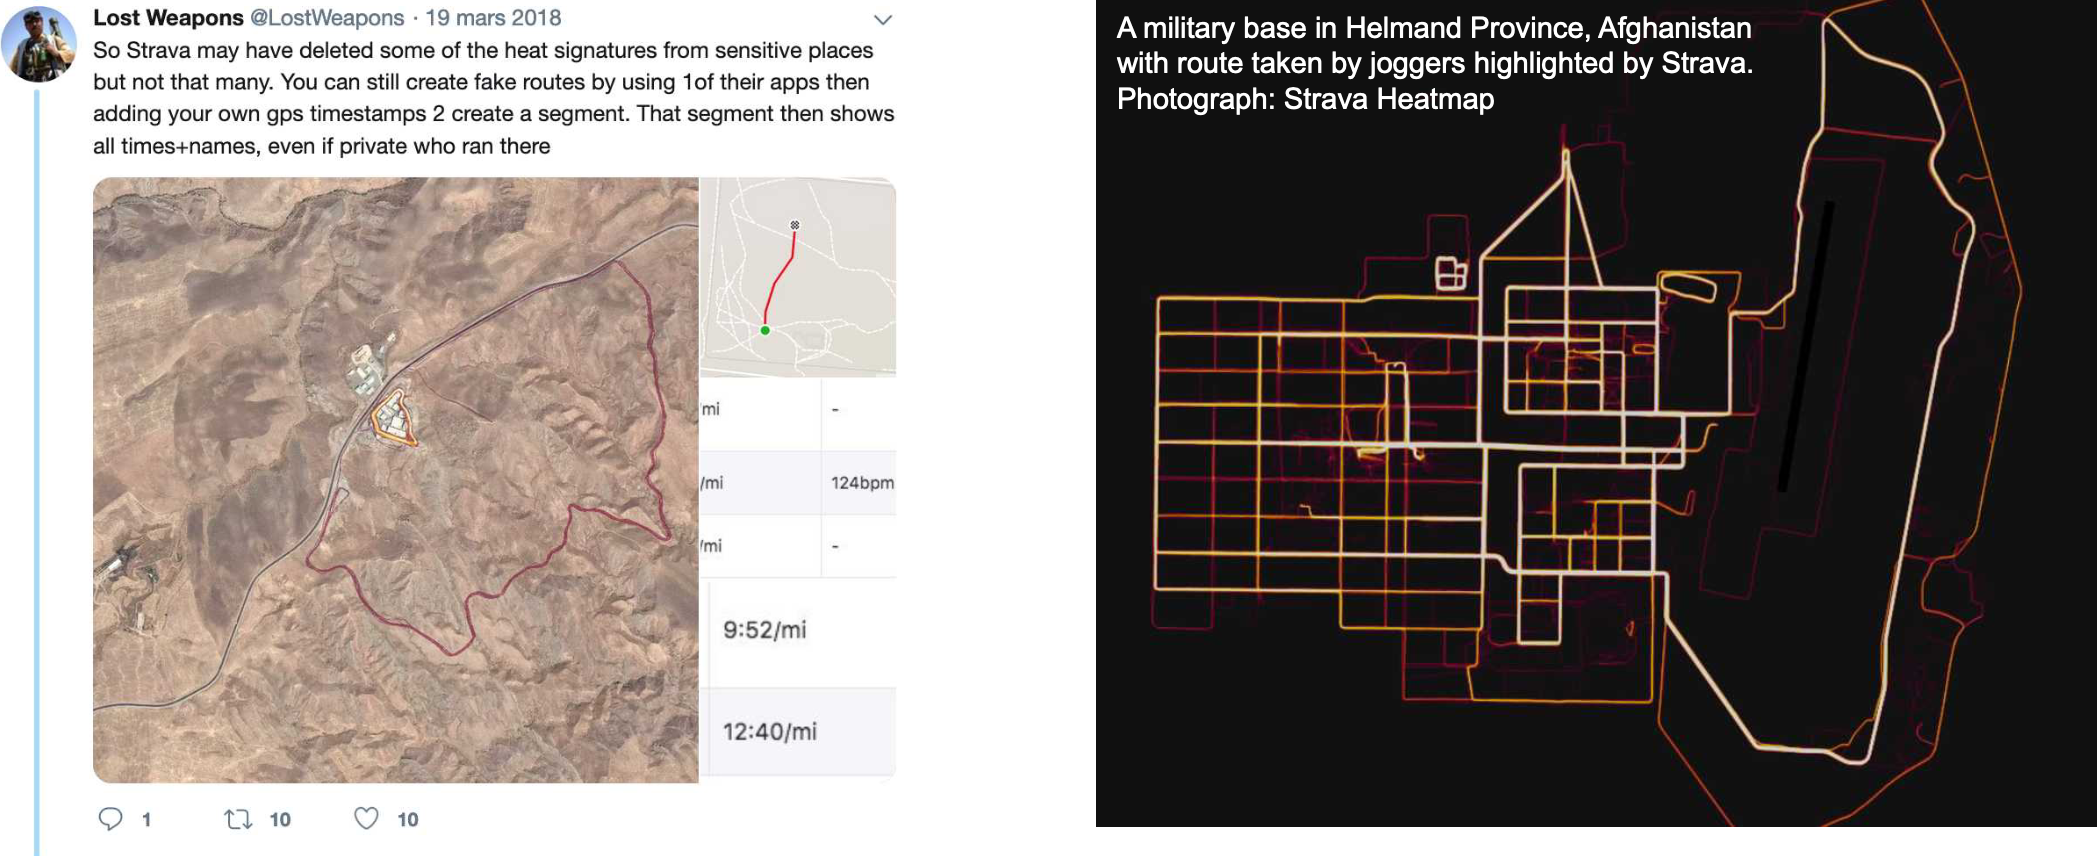 Lost Weapons @LostWeapons · 19 mars 2018
So Strava may have deleted some of the heat signatures from sensitive places
but not that many. You can still create fake routes by using 1of their apps then
adding your own gps timestamps 2 create a segment. That segment then shows
all times+names, even if private who ran there
/mi -
/mi 124bpm
/mi -
9:52/mi
12:40/mi
1 10 10
A military base in Helmand Province, Afghanistan
with route taken by joggers highlighted by Strava.
Photograph: Strava Heatmap